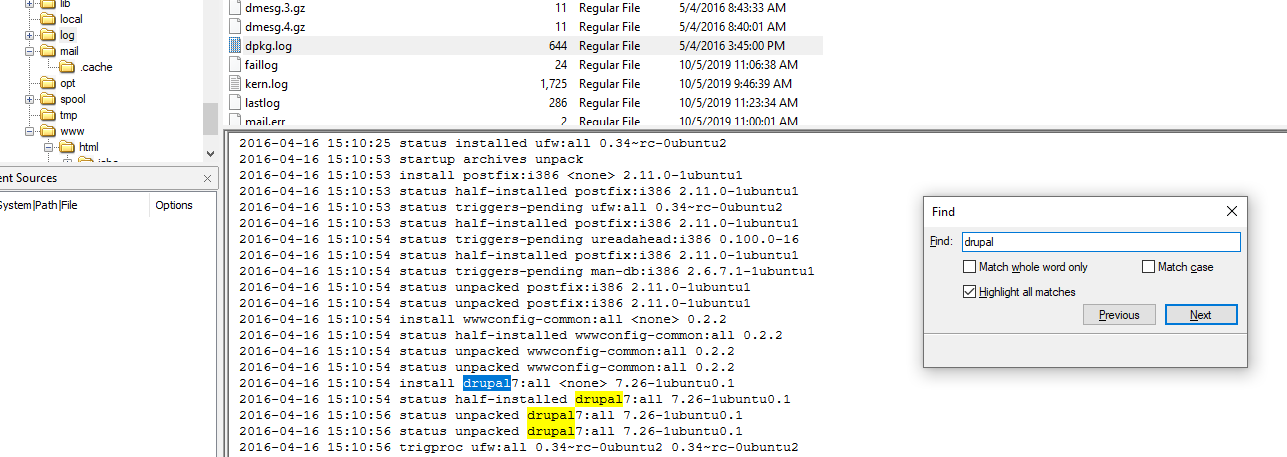 lib
local
log
mail
.cache
opt
spool
tmp
www
html
dmesg.3.gz 11 Regular File 5/4/2016 8:43:33 AM
dmesg.4.gz 11 Regular File 5/4/2016 8:40:01 AM
dpkg.log 644 Regular File 5/4/2016 3:45:00 PM
faillog 24 Regular File 10/5/2019 11:06:38 AM
kern.log 1,725 Regular File 10/5/2019 9:46:39 AM
lastlog 286 Regular File 10/5/2019 11:23:34 AM
mail.err 2 Regular File 10/5/2019 11:00:01 AM
ent Sources
System|Path|File Options
2016-04-16 15:10:25 status installed ufw:all 0.34~rc-0ubuntu2
2016-04-16 15:10:53 startup archives unpack
2016-04-16 15:10:53 install postfix:i386 <none> 2.11.0-1ubuntu1
2016-04-16 15:10:53 status half-installed postfix:i386 2.11.0-1ubuntu1
2016-04-16 15:10:53 status triggers-pending ufw:all 0.34~rc-0ubuntu2
2016-04-16 15:10:53 status half-installed postfix:i386 2.11.0-1ubuntu1
2016-04-16 15:10:54 status triggers-pending ureadahead:i386 0.100.0-16
2016-04-16 15:10:54 status half-installed postfix:i386 2.11.0-1ubuntu1
2016-04-16 15:10:54 status triggers-pending man-db:i386 2.6.7.1-1ubuntu1
2016-04-16 15:10:54 status unpacked postfix:i386 2.11.0-1ubuntu1
2016-04-16 15:10:54 status unpacked postfix:i386 2.11.0-1ubuntu1
2016-04-16 15:10:54 install wwwconfig-common:all <none> 0.2.2
2016-04-16 15:10:54 status half-installed wwwconfig-common:all 0.2.2
2016-04-16 15:10:54 status unpacked wwwconfig-common:all 0.2.2
2016-04-16 15:10:54 status unpacked wwwconfig-common:all 0.2.2
2016-04-16 15:10:54 install drupal7:all <none> 7.26-1ubuntu0.1
2016-04-16 15:10:54 status half-installed drupal7:all 7.26-1ubuntu0.1
2016-04-16 15:10:56 status unpacked drupal7:all 7.26-1ubuntu0.1
2016-04-16 15:10:56 status unpacked drupal7:all 7.26-1ubuntu0.1
2016-04-16 15:10:56 trigproc ufw:all 0.34~rc-0ubuntu2 0.34~rc-0ubuntu2
Find
Find: drupal
Match whole word only Match case
Highlight all matches
Previous Next